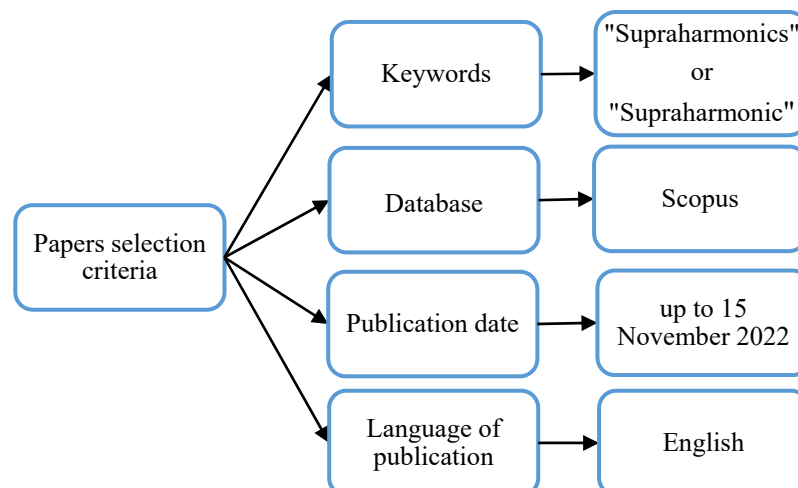 Papers selection
criteria
Keywords
"Supraharmonics"
or
"Supraharmonic"
Database
Scopus
Publication date
up to 15
November 2022
Language of
publication
English